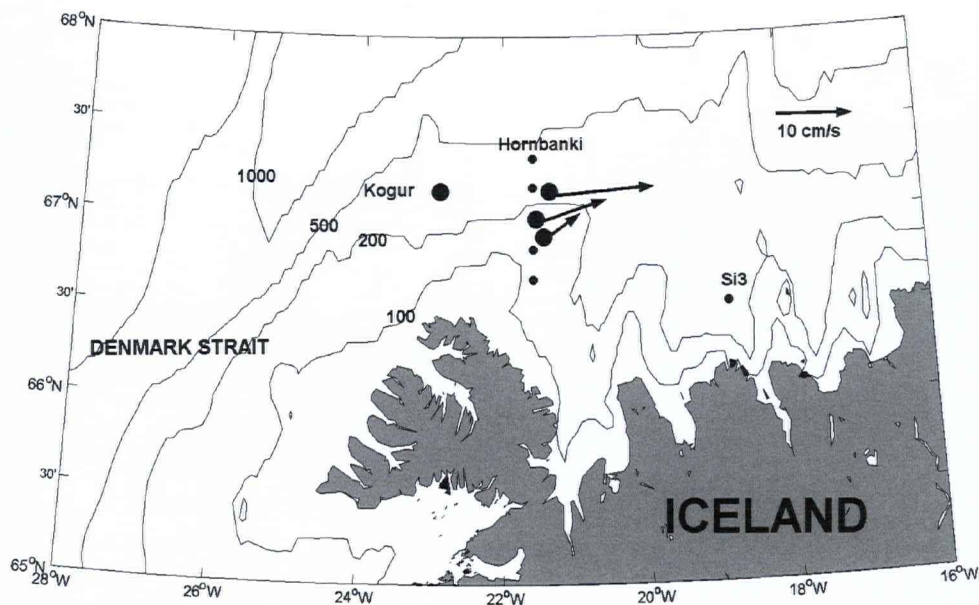 68°N
30'
10 cm/s
Hornbanki
1000
Kogur
67°N
500
200
Si3
30'
100
DENMARK STRAIT
66°N
30'
ICELAND
65°N
28°W
26°W
24°W
22°W
20°W
18°W
16°W